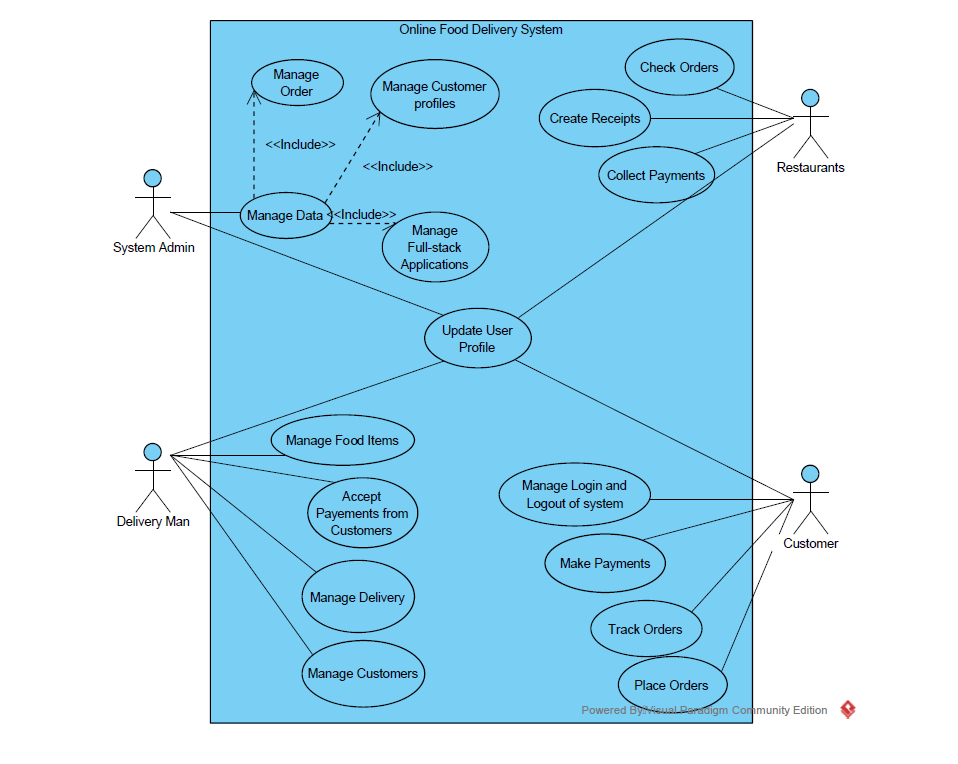 Online Food Delivery System
Manage
Order
Manage Customer
profiles
Check Orders
Create Receipts
Collect Payments
Restaurants
<<Include>>
<<Include>>
<<Include>>
System Admin
Manage Data
Manage
Full-stack
Applications
Update User
Profile
Delivery Man
Manage Food Items
Accept
Payements from
Customers
Manage Delivery
Manage Customers
Manage Login and
Logout of system
Make Payments
Track Orders
Place Orders
Customer
Powered By:Visual Paradigm Community Edition